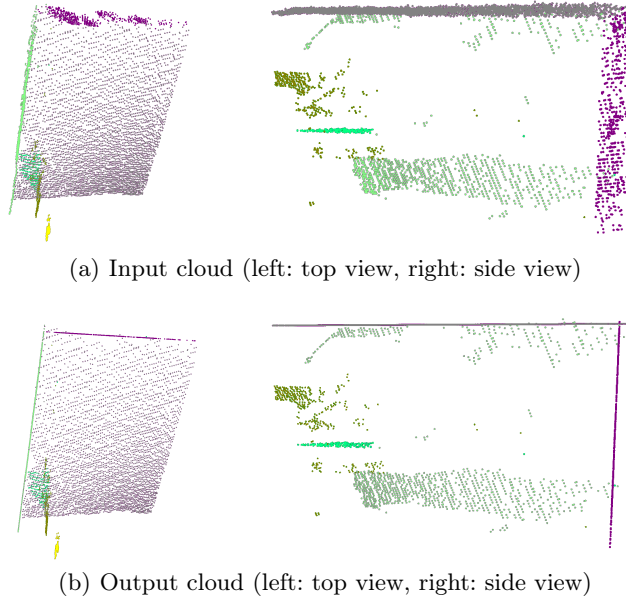 (a) Input cloud (left: top view, right: side view)
(b) Output cloud (left: top view, right: side view)